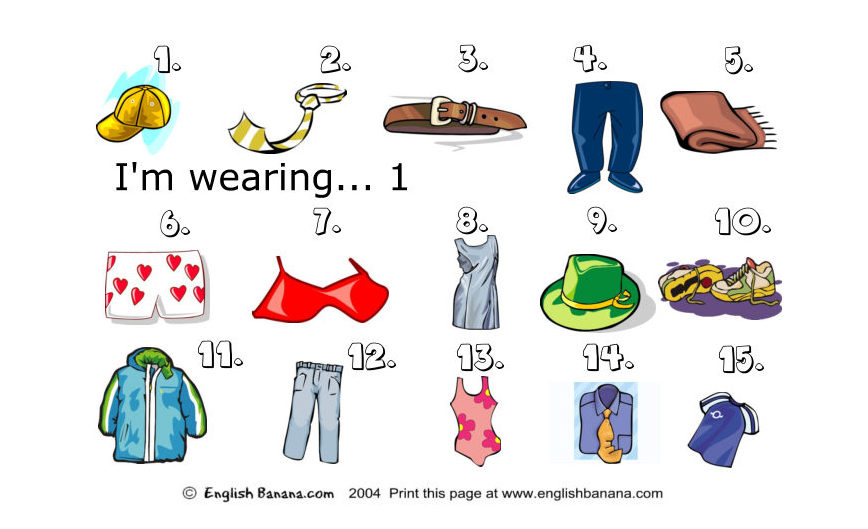 1. 2. 3. 4. 5.
I'm wearing... 1
6. 7. 8. 9. 10.
11. 12. 13. 14. 15.
© English Banana.com 2004 Print this page at www.englishbanana.com